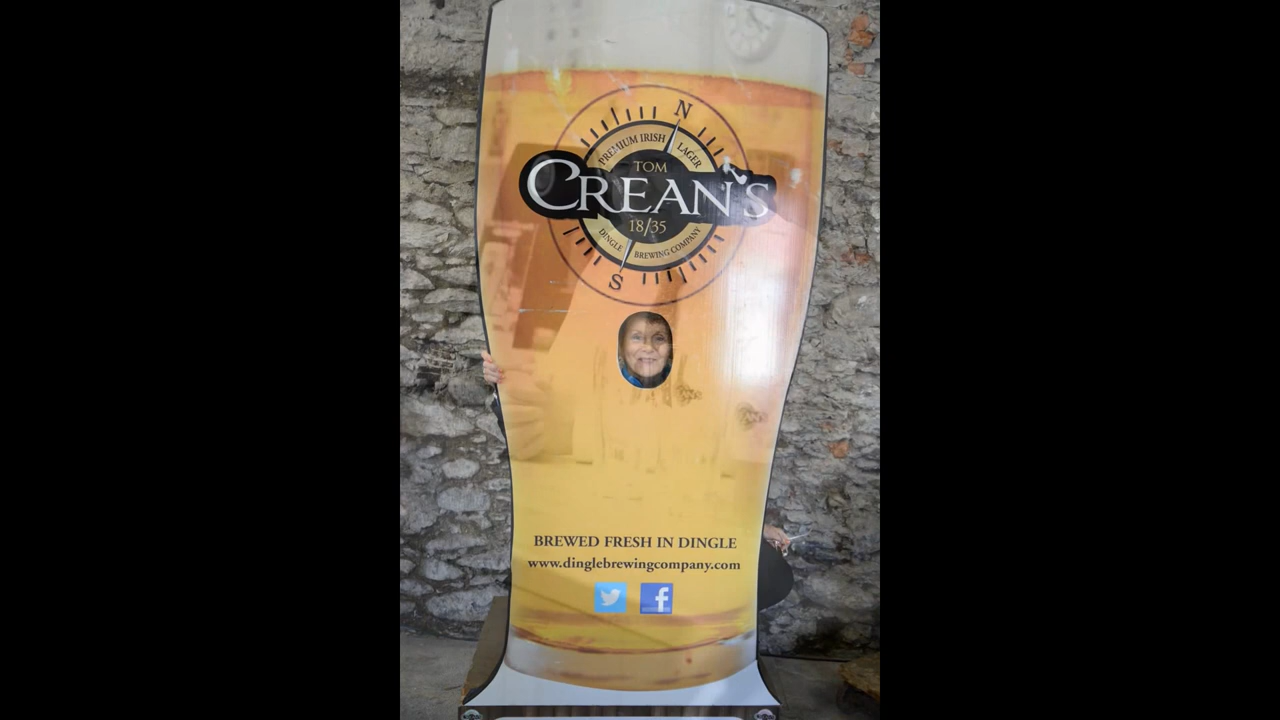 N
PREMIUM IRISH LAGER
TOM
CREAN'S
18/35
DINGLE BREWING COMPANY
S
BREWED FRESH IN DINGLE
www.dinglebrewingcompany.com
f